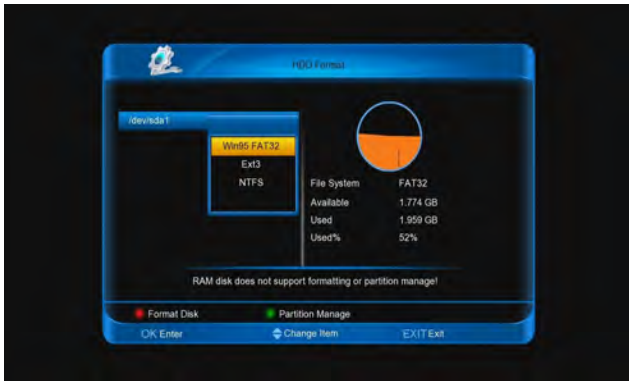 HDD Format
/dev/sda1
Win95 FAT32
Ext3
NTFS
File System FAT32
Available 1.774 GB
Used 1.959 GB
Used% 52%
RAM disk does not support formatting or partition manage!
Format Disk Partition Manage
OK Enter Change Item EXIT Exit